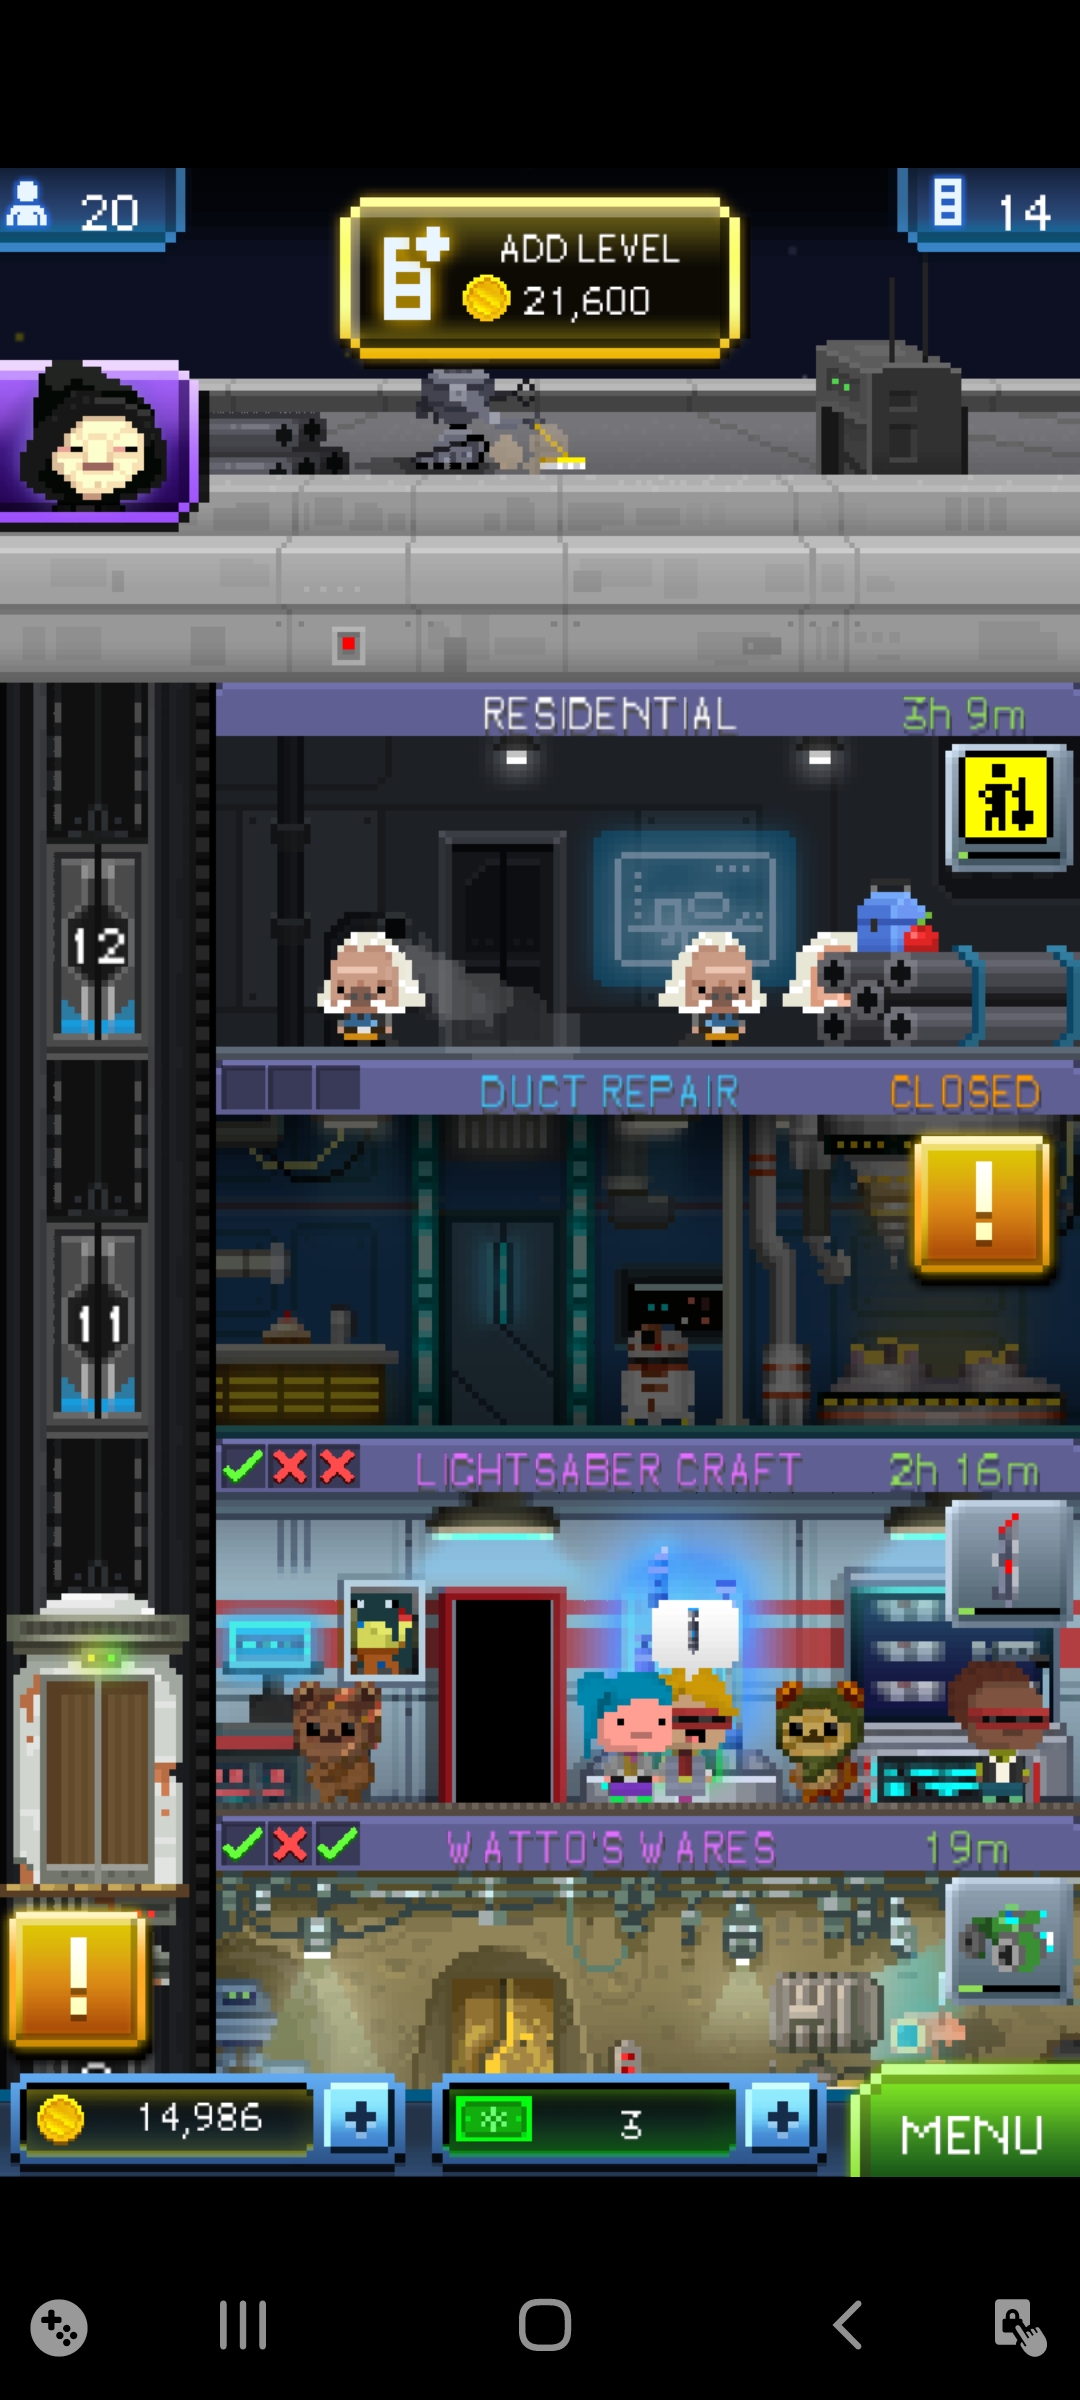 20
14
ADD LEVEL
21,600
RESIDENTIAL 3h 9m
12
DUCT REPAIR CLOSED
!
11
LIGHTSABER CRAFT 2h 16m
WATTO'S WARES 19m
!
14,986 +
3 +
MENU